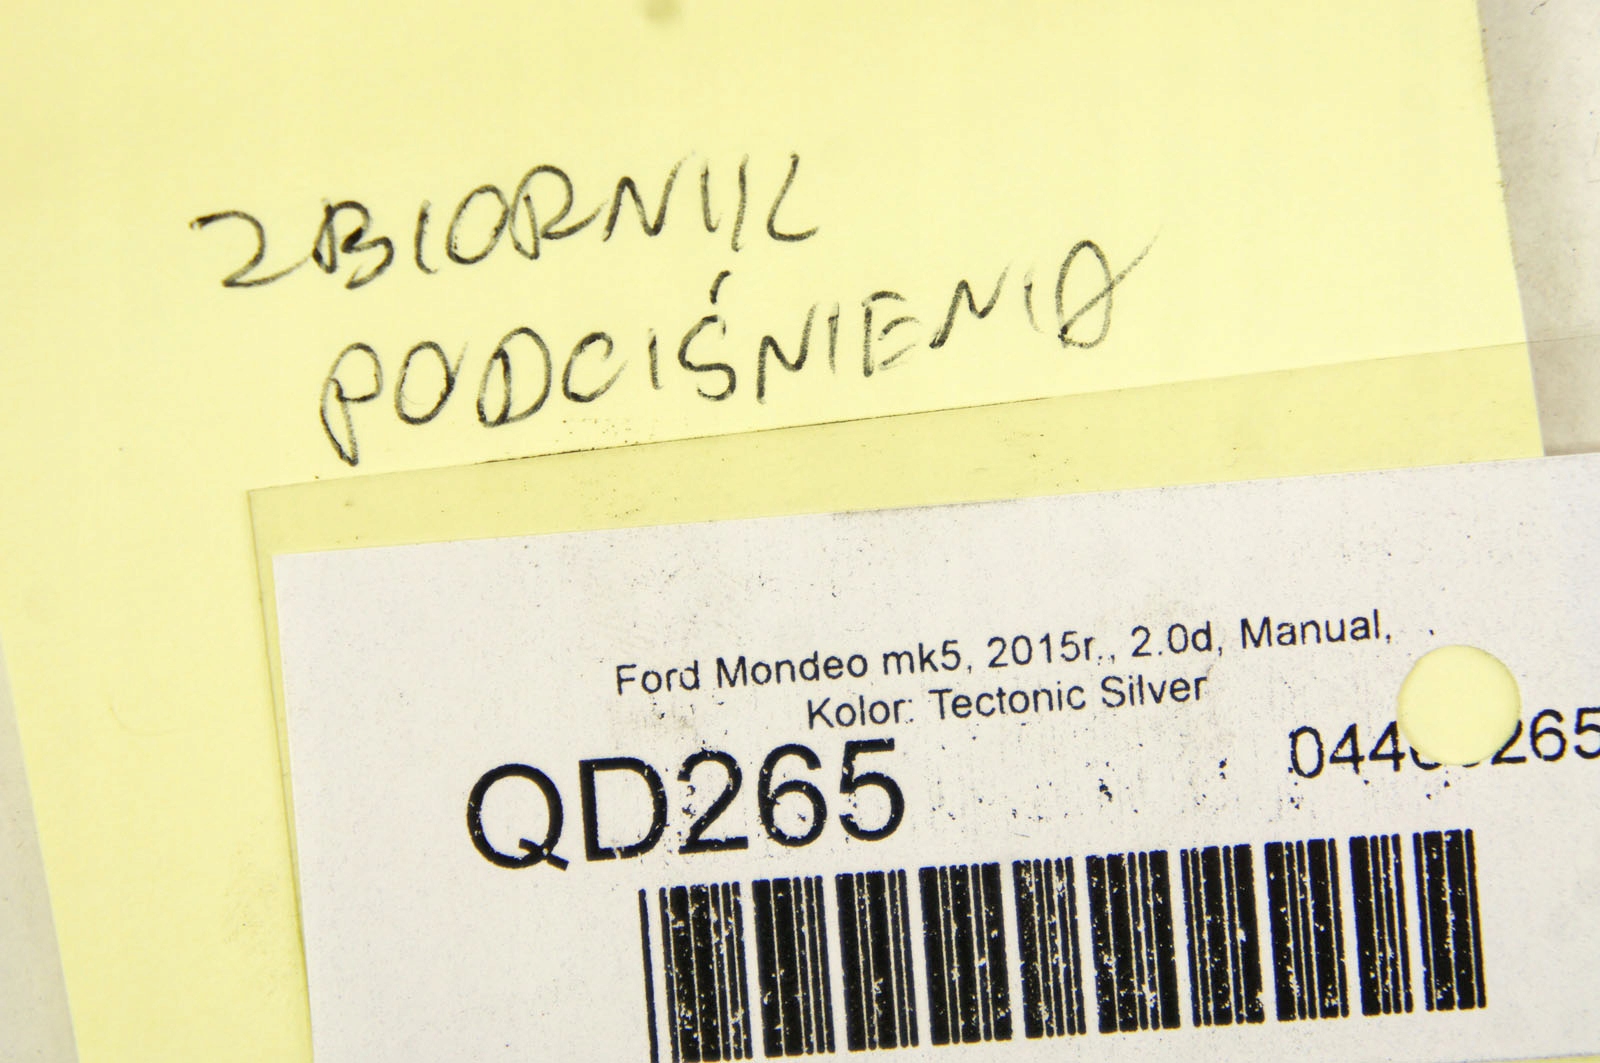 ZBIORNIK
PODCIŚNIENIA
Ford Mondeo mk5, 2015r., 2.0d, Manual,
Kolor: Tectonic Silver
QD265